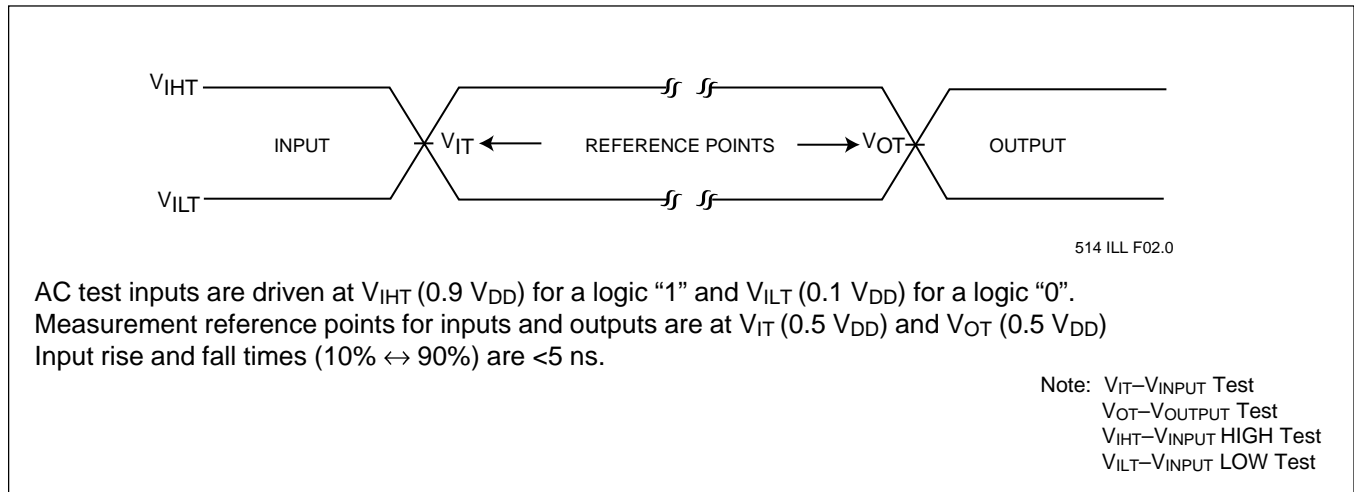 VIHT
INPUT VIT REFERENCE POINTS VOT OUTPUT
VILT
514 ILL F02.0
AC test inputs are driven at VIHT (0.9 VDD) for a logic “1” and VILT (0.1 VDD) for a logic “0”.
Measurement reference points for inputs and outputs are at VIT (0.5 VDD) and VOT (0.5 VDD)
Input rise and fall times (10% ↔ 90%) are <5 ns.
Note: VIT–VINPUT Test
VOT–VOUTPUT Test
VIHT–VINPUT HIGH Test
VILT–VINPUT LOW Test